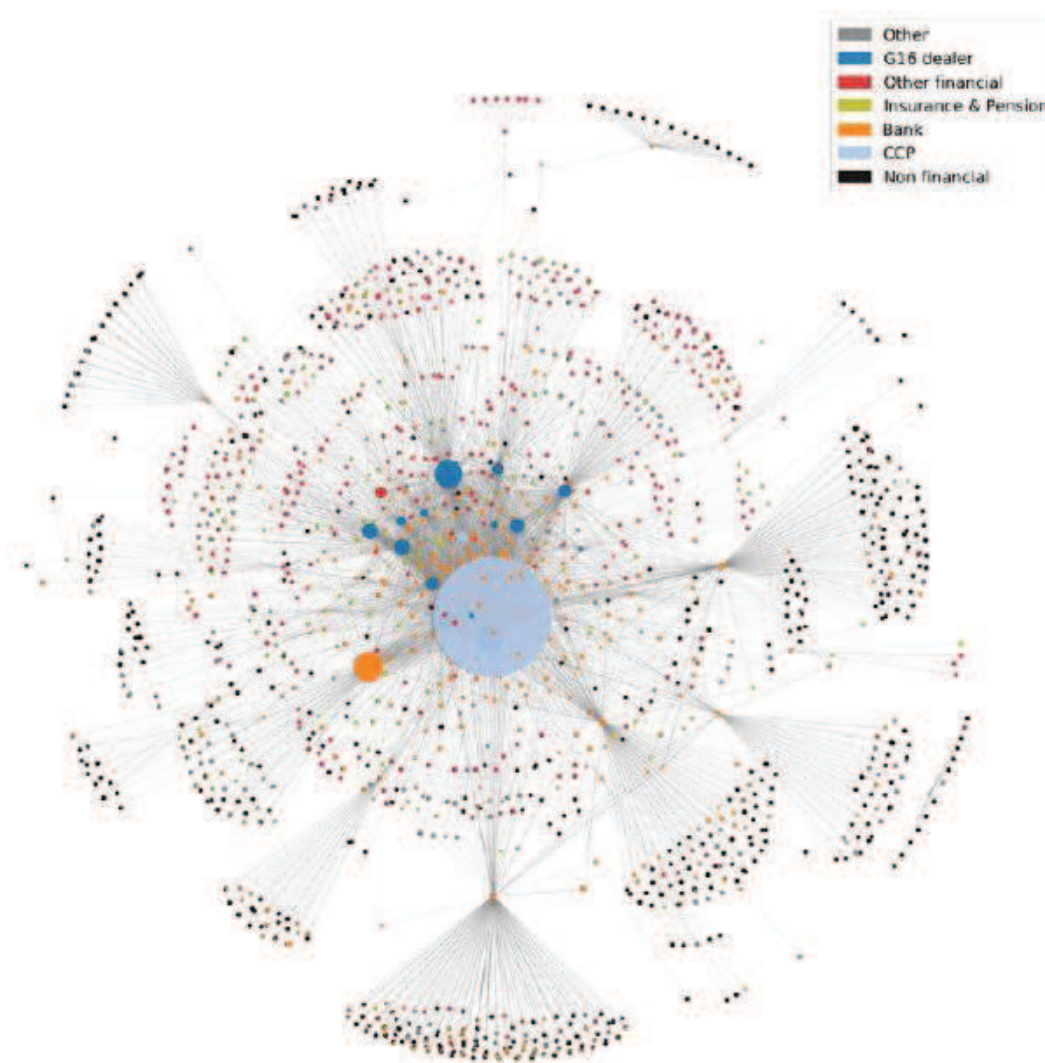 Other
G16 dealer
Other financial
Insurance & Pension
Bank
CCP
Non financial